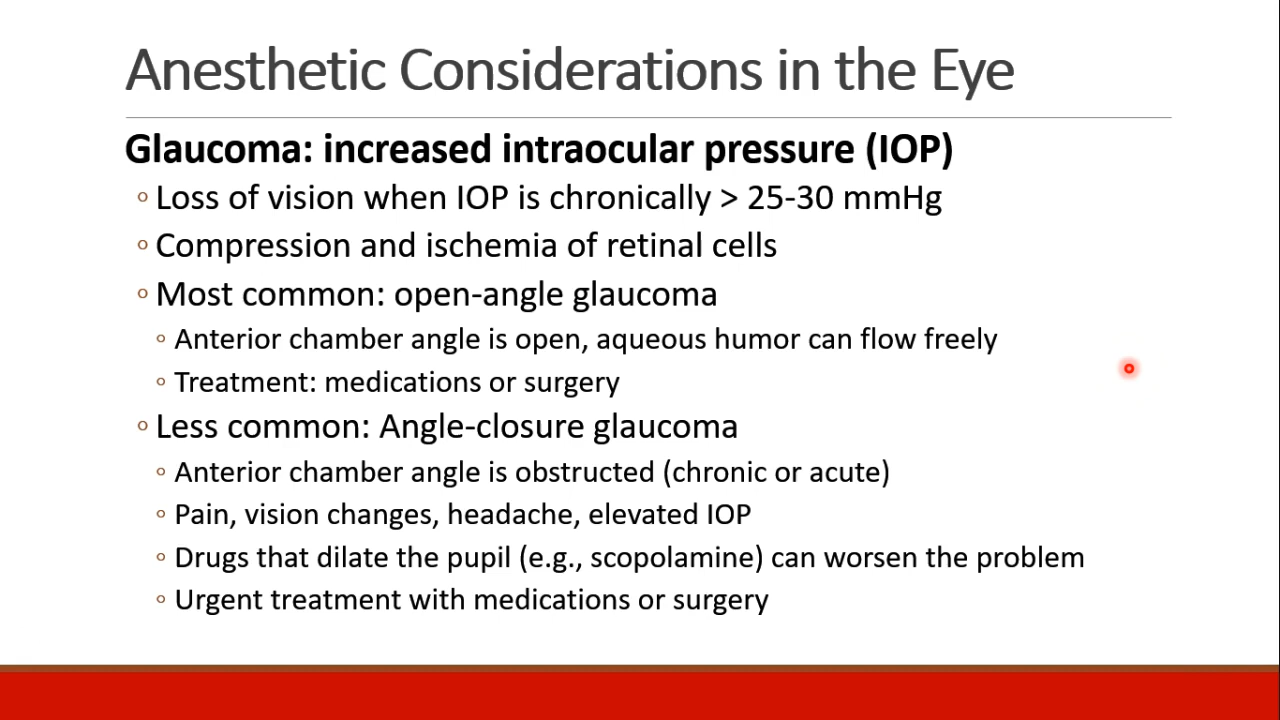 Anesthetic Considerations in the Eye
Glaucoma: increased intraocular pressure (IOP)
◦ Loss of vision when IOP is chronically > 25-30 mmHg
◦ Compression and ischemia of retinal cells
◦ Most common: open-angle glaucoma
◦ Anterior chamber angle is open, aqueous humor can flow freely
◦ Treatment: medications or surgery
◦ Less common: Angle-closure glaucoma
◦ Anterior chamber angle is obstructed (chronic or acute)
◦ Pain, vision changes, headache, elevated IOP
◦ Drugs that dilate the pupil (e.g., scopolamine) can worsen the problem
◦ Urgent treatment with medications or surgery